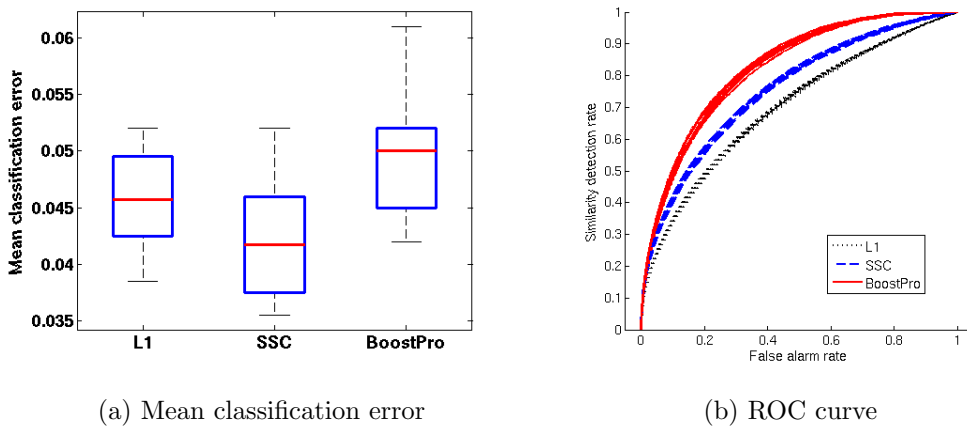 Mean classification error
0.06
0.055
0.05
0.045
0.04
0.035
L1 SSC BoostPro
(a) Mean classification error
Similarity detection rate
1
0.9
0.8
0.7
0.6
0.5
0.4
0.3
0.2
0.1
0
0 0.2 0.4 0.6 0.8 1
False alarm rate
L1
SSC
BoostPro
(b) ROC curve